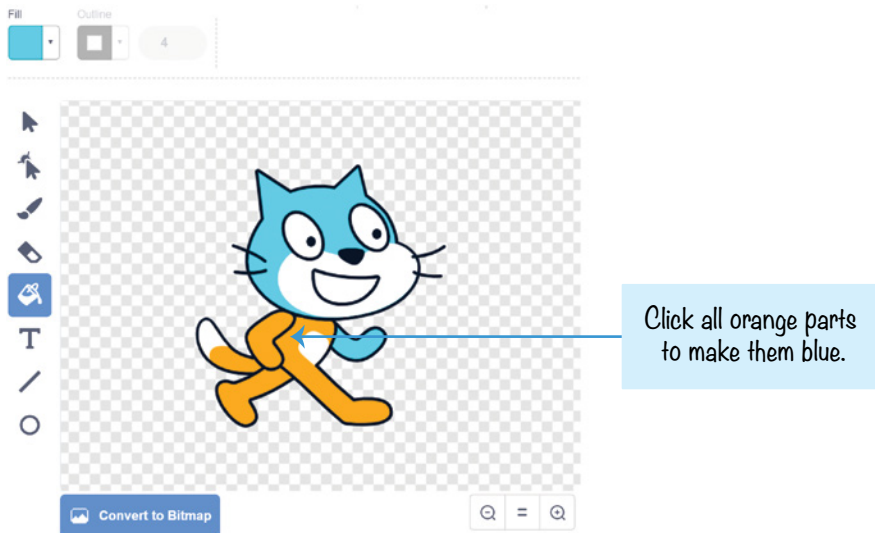 Fill
Outline
4
T
Click all orange parts
to make them blue.
Convert to Bitmap